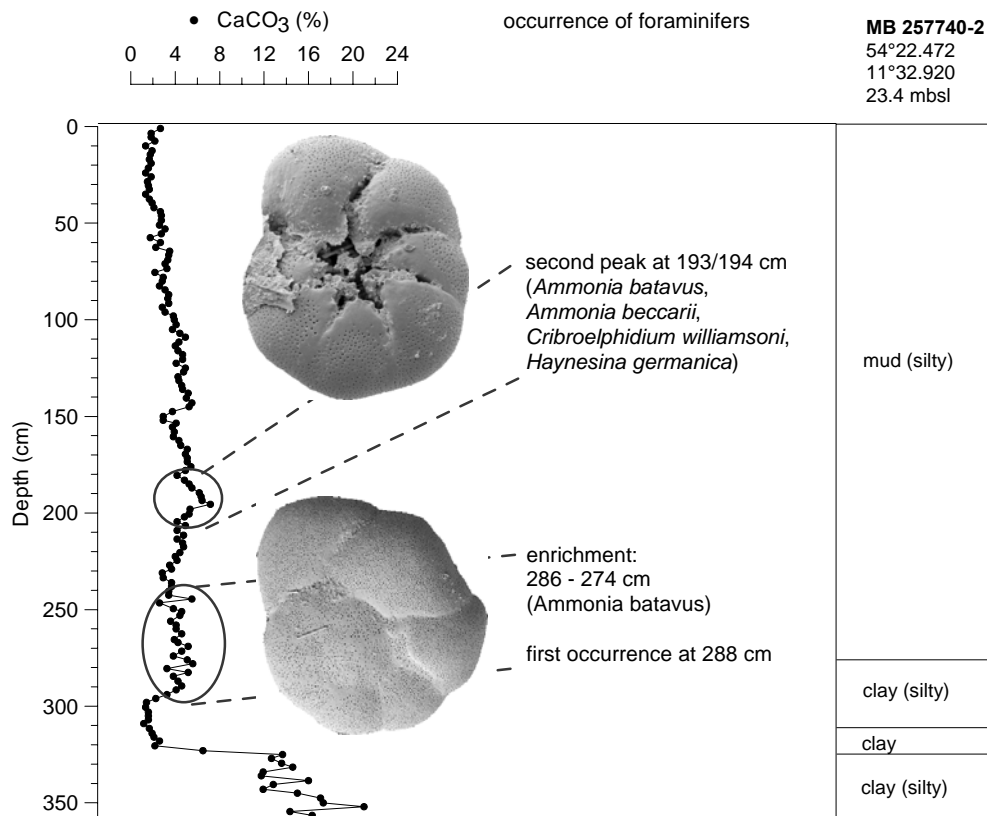 CaCO3 (%)
occurrence of foraminifers
MB 257740-2
54°22.472
11°32.920
23.4 mbsl
0 4 8 12 16 20 24
0
50
100
150
200
250
300
350
Depth (cm)
second peak at 193/194 cm
(Ammonia batavus,
Ammonia beccarii,
Cribroelphidium williamsoni,
Haynesina germanica)
enrichment:
286 - 274 cm
(Ammonia batavus)
first occurrence at 288 cm
mud (silty)
clay (silty)
clay
clay (silty)